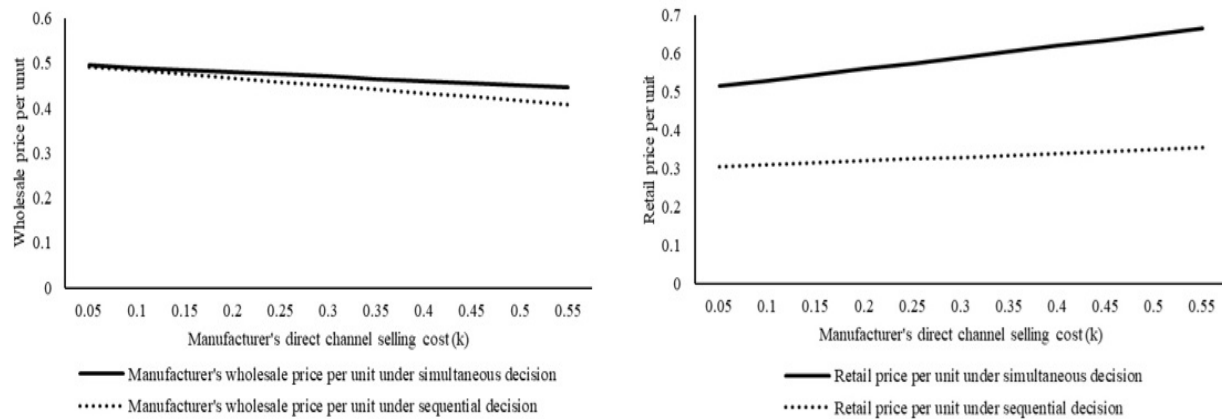 0.6
0.5
0.4
0.3
0.2
0.1
0
Wholesale price per unut
0.05 0.1 0.15 0.2 0.25 0.3 0.35 0.4 0.45 0.5 0.55
Manufacturer's direct channel selling cost (k)
Manufacturer's wholesale price per unit under simultaneous decision
Manufacturer's wholesale price per unit under sequential decision
0.7
0.6
0.5
0.4
0.3
0.2
0.1
0
Retail price per unit
0.05 0.1 0.15 0.2 0.25 0.3 0.35 0.4 0.45 0.5 0.55
Manufacturer's direct channel selling cost (k)
Retail price per unit under simultaneous decision
Retail price per unit under sequential decision